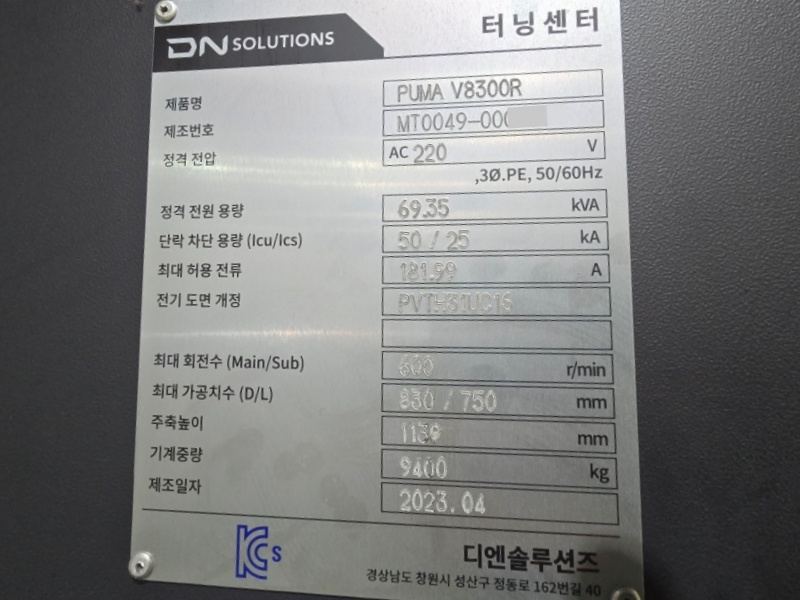 DN SOLUTIONS 터닝센터
제품명 PUMA V8300R
제조번호 MT0049-000
정격 전압 AC 220 V
,3Ø.PE, 50/60Hz
정격 전원 용량 69.35 kVA
단락 차단 용량 (Icu/Ics) 50 / 25 kA
최대 허용 전류 181.99 A
전기 도면 개정
최대 회전수 (Main/Sub) 600 r/min
최대 가공치수 (D/L) 830 / 750 mm
주축높이 mm
기계중량 9400 kg
제조일자 2023.04
KCs
디엔솔루션즈
경상남도 창원시 성산구 정동로 162번길 40